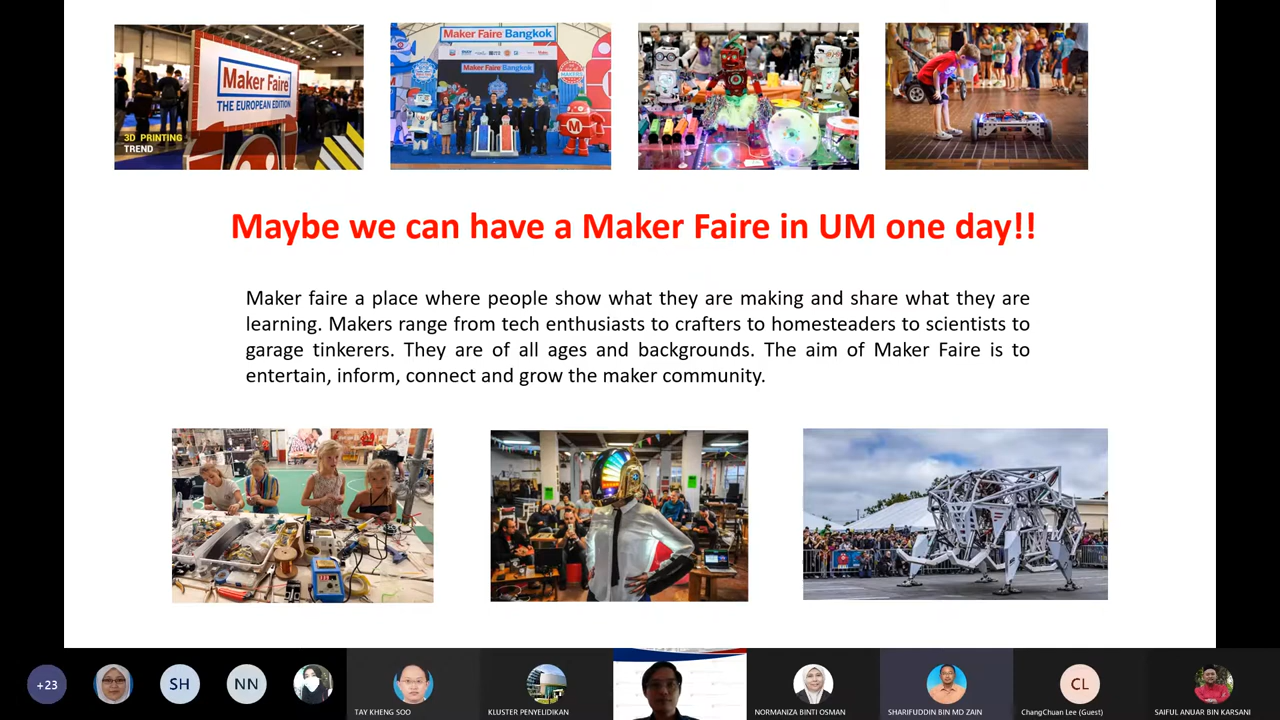 Maker Faire
THE EUROPEAN EDITION
3D PRINTING
TREND
Maker Faire Bangkok
Maker Faire Bangkok
Maybe we can have a Maker Faire in UM one day!!
Maker faire a place where people show what they are making and share what they are
learning. Makers range from tech enthusiasts to crafters to homesteaders to scientists to
garage tinkerers. They are of all ages and backgrounds. The aim of Maker Faire is to
entertain, inform, connect and grow the maker community.
+23
SH
NN
TAY KHENG SOO
KLUSTER PENYELIDIKAN
NORMANIZA BINTI OSMAN
SHARIFUDDIN BIN MD ZAIN
CL
ChangChuan Lee (Guest)
SAIFUL ANUAR BIN KARSANI